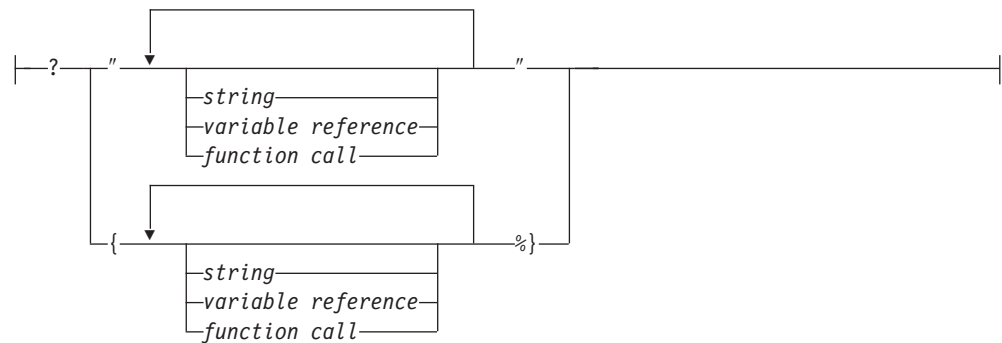 ? " "
string
variable reference
function call
{ %}
string
variable reference
function call